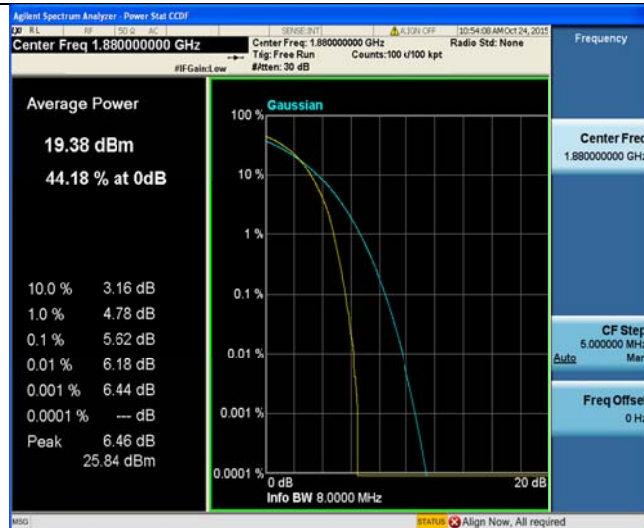 Agilent Spectrum Analyzer - Power Stat CCDF
RL RF 50 Ω AC SENSE:INT ALIGN OFF 10:54:08 AM Oct 24, 2015
Center Freq 1.880000000 GHz
Center Freq: 1.880000000 GHz Radio Std: None
Trig: Free Run Counts:100 k/100 kpt
#IFGain:Low #Atten: 30 dB
Frequency
Average Power
19.38 dBm
44.18 % at 0dB
10.0 % 3.16 dB
1.0 % 4.78 dB
0.1 % 5.62 dB
0.01 % 6.18 dB
0.001 % 6.44 dB
0.0001 % --- dB
Peak 6.46 dB
25.84 dBm
Gaussian
100 %
10 %
1 %
0.1 %
0.01 %
0.001 %
0.0001 %
0 dB 20 dB
Info BW 8.0000 MHz
Center Freq
1.880000000 GHz
CF Step
5.000000 MHz
Auto Man
Freq Offset
0 Hz
MSG STATUS Align Now, All required